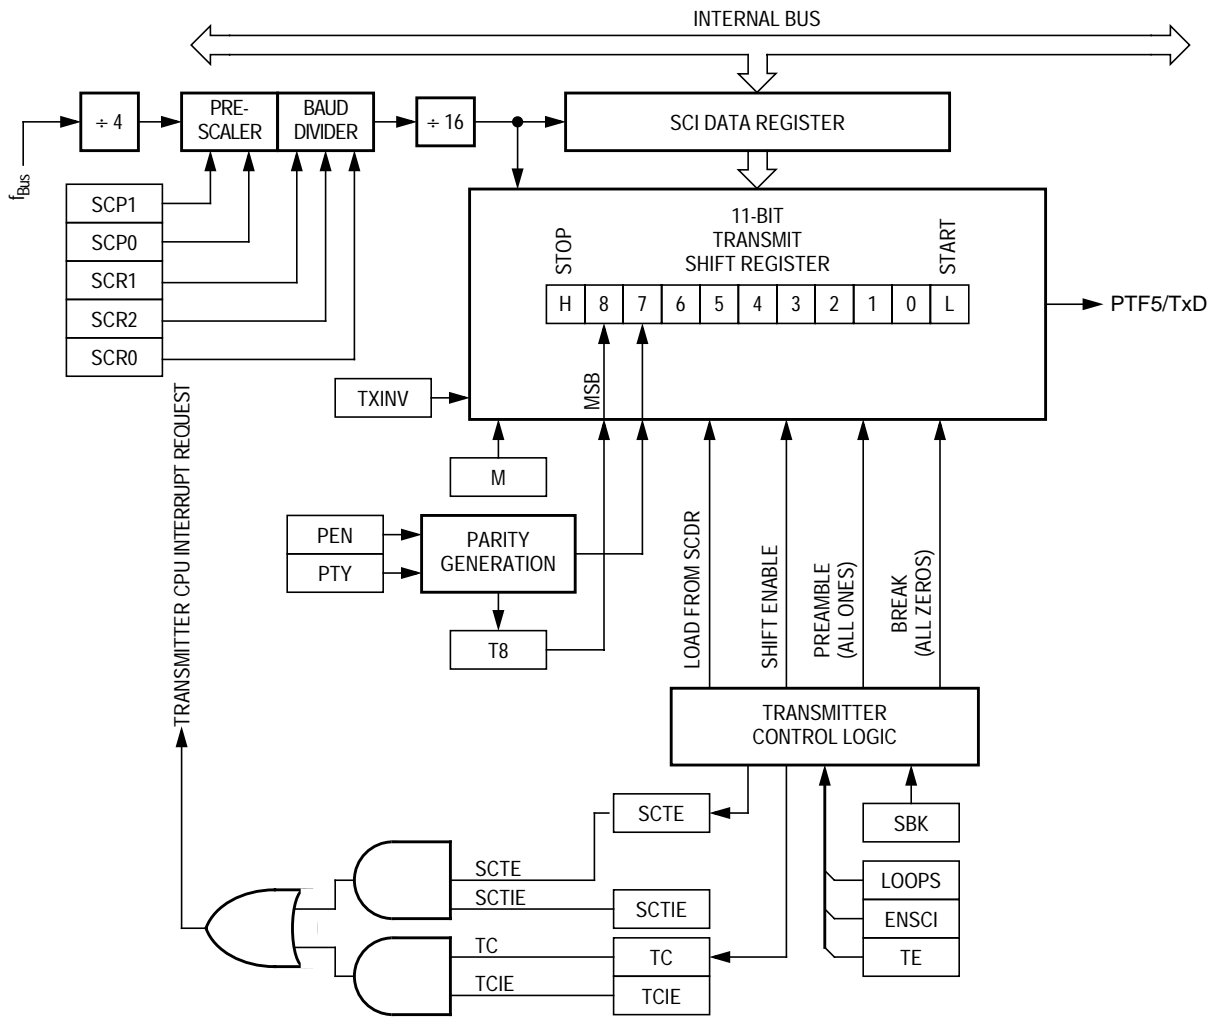 INTERNAL BUS
÷ 4
PRE-
SCALER
BAUD
DIVIDER
÷ 16
SCI DATA REGISTER
fBus
SCP1
SCP0
SCR1
SCR2
SCR0
11-BIT
TRANSMIT
SHIFT REGISTER
STOP
START
H 8 7 6 5 4 3 2 1 0 L
PTF5/TxD
MSB
TXINV
M
PEN
PTY
PARITY
GENERATION
T8
LOAD FROM SCDR
SHIFT ENABLE
PREAMBLE
(ALL ONES)
BREAK
(ALL ZEROS)
TRANSMITTER CPU INTERRUPT REQUEST
TRANSMITTER
CONTROL LOGIC
SCTE
SBK
SCTE
SCTIE
SCTIE
LOOPS
ENSCI
TE
TC
TC
TCIE
TCIE